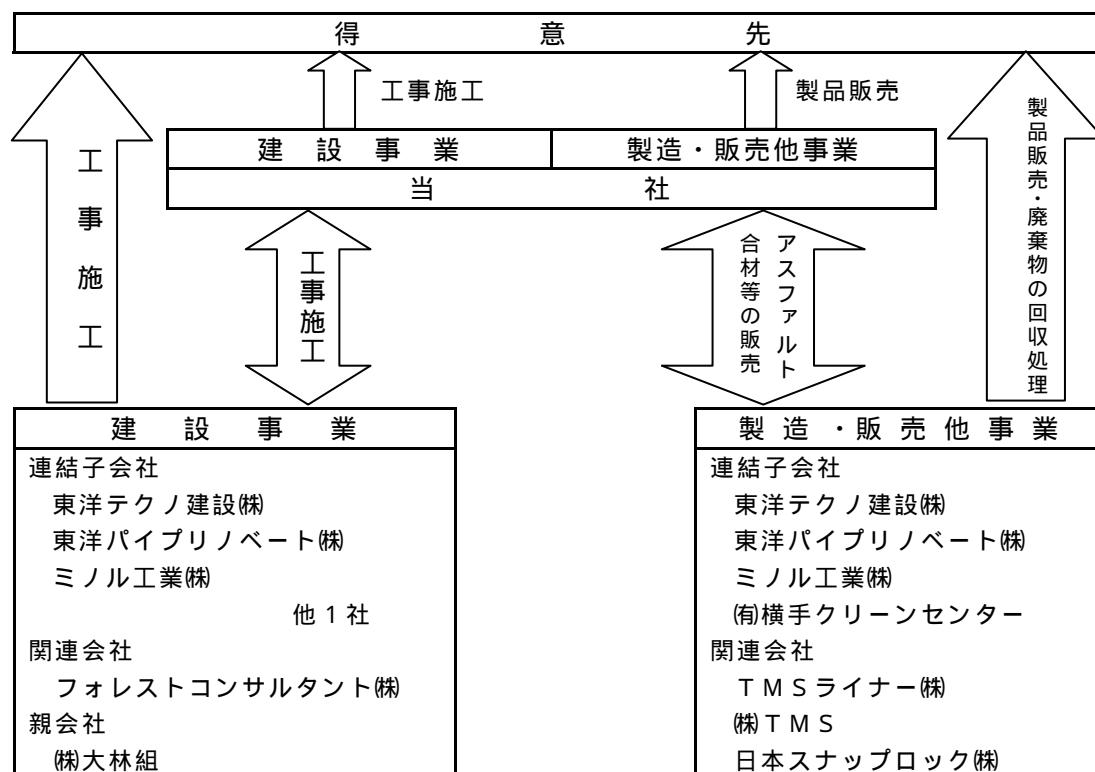 得意先
工事施工
製品販売
建設事業
製造・販売他事業
当社
工事施工
工事施工
アスファルト
合材等の販売
製品販売・廃棄物の回収処理
建設事業
連結子会社
東洋テクノ建設㈱
東洋パイプリノベート㈱
ミノル工業㈱
他1社
関連会社
フォレストコンサルタント㈱
親会社
㈱大林組
製造・販売他事業
連結子会社
東洋テクノ建設㈱
東洋パイプリノベート㈱
ミノル工業㈱
㈲横手クリーンセンター
関連会社
TMSライナー㈱
㈱TMS
日本スナップロック㈱